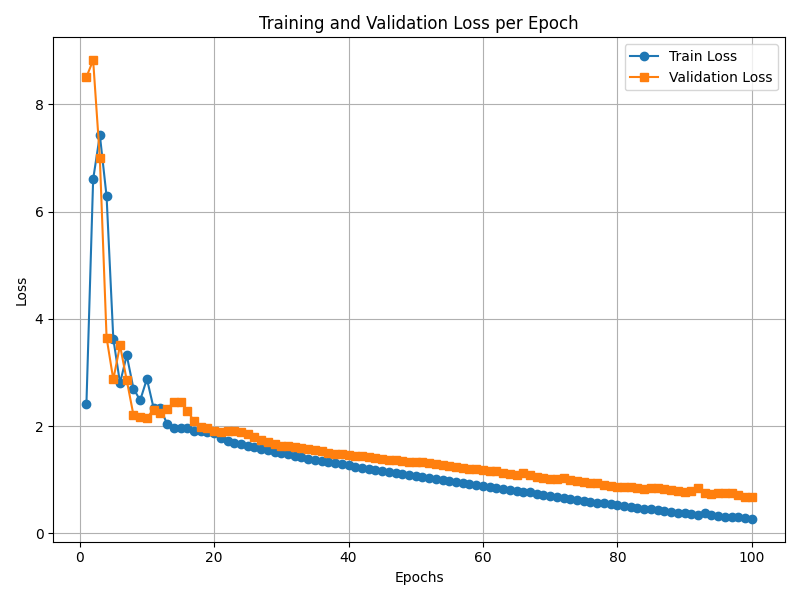 Training and Validation Loss per Epoch
Train Loss
Validation Loss
8
6
4
2
0
Loss
0 20 40 60 80 100
Epochs